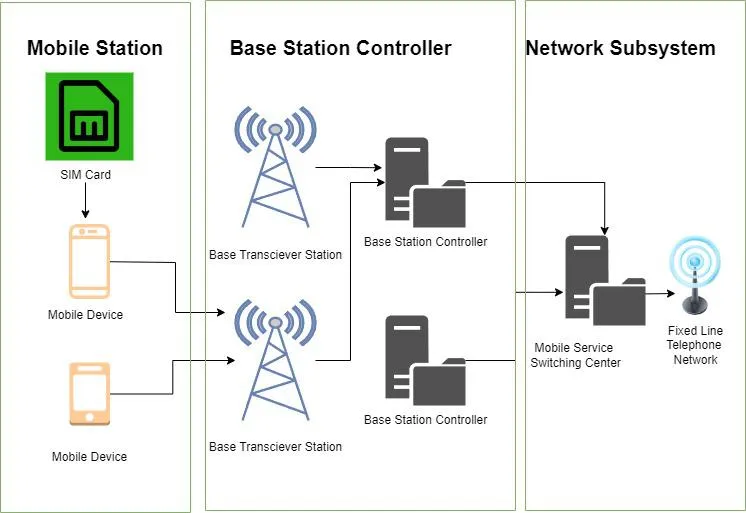 Mobile Station
Base Station Controller
Network Subsystem
SIM Card
Mobile Device
Mobile Device
Base Transciever Station
Base Station Controller
Base Transciever Station
Base Station Controller
Mobile Service
Switching Center
Fixed Line
Telephone
Network